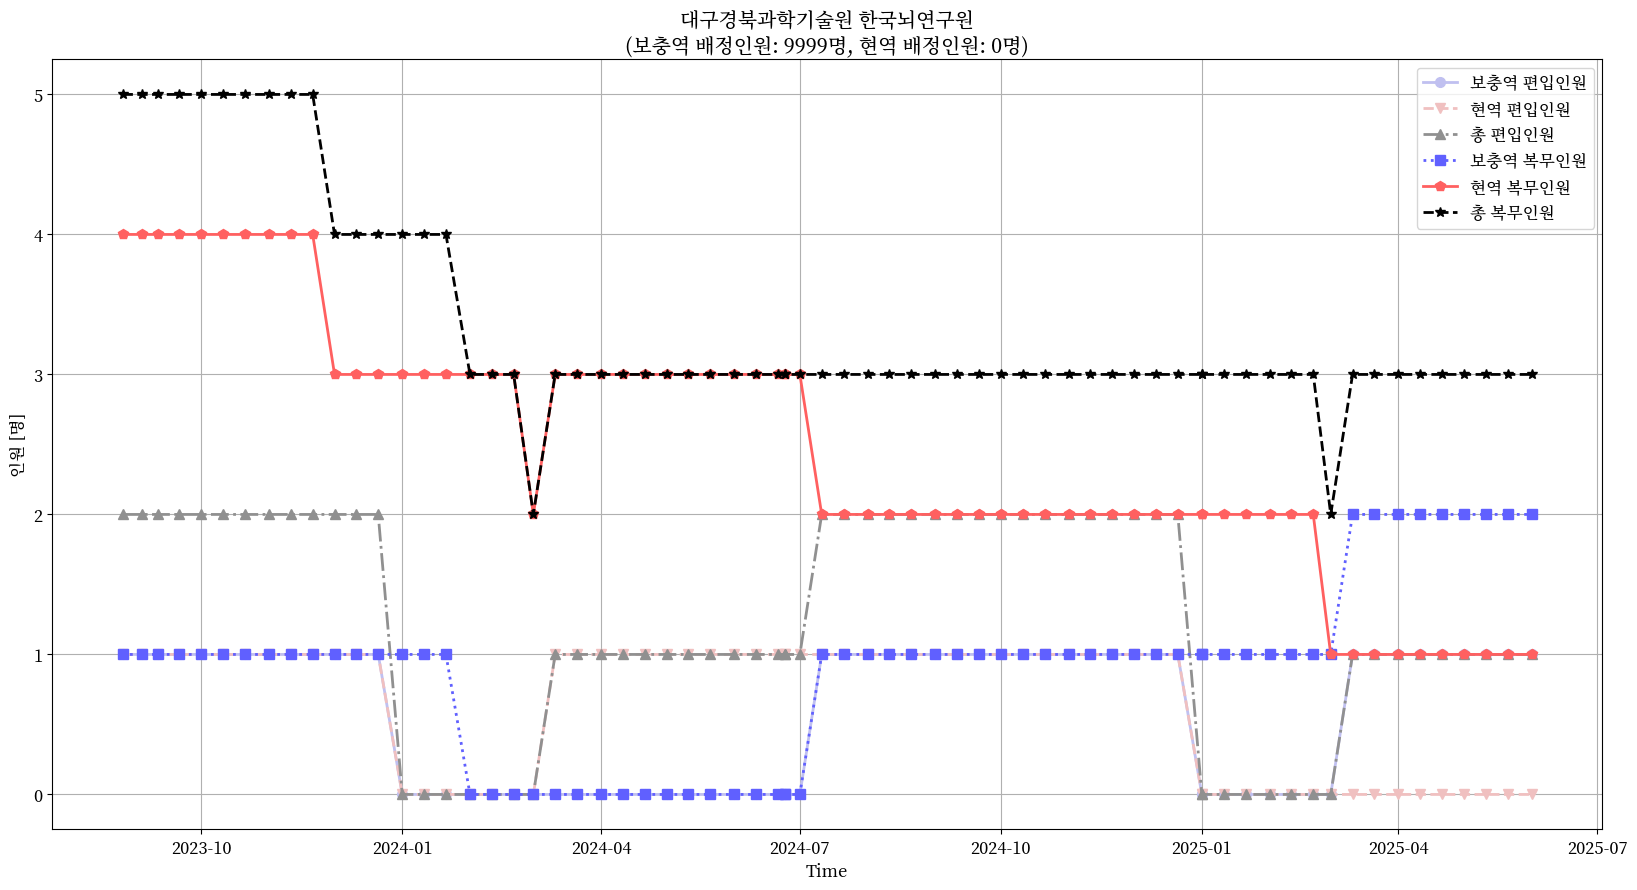 대구경북과학기술원 한국뇌연구원
(보충역 배정인원: 9999명, 현역 배정인원: 0명)
보충역 편입인원
현역 편입인원
총 편입인원
보충역 복무인원
현역 복무인원
총 복무인원
인원 [명]
5
4
3
2
1
0
2023-10 2024-01 2024-04 2024-07 2024-10 2025-01 2025-04 2025-07
Time